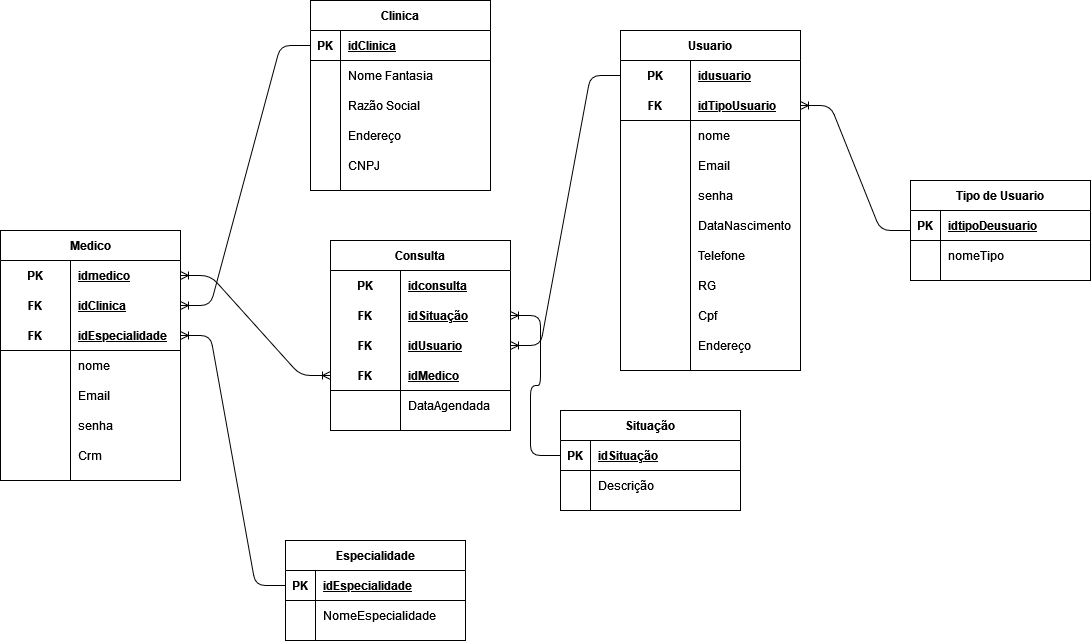 Clinica
PK idClinica
Nome Fantasia
Razão Social
Endereço
CNPJ
Usuario
PK idusuario
FK idTipoUsuario
nome
Email
senha
DataNascimento
Telefone
RG
Cpf
Endereço
Tipo de Usuario
PK idtipoDeusuario
nomeTipo
Medico
PK idmedico
FK idClinica
FK idEspecialidade
nome
Email
senha
Crm
Consulta
PK idconsulta
FK idSituação
FK idUsuario
FK idMedico
DataAgendada
Situação
PK idSituação
Descrição
Especialidade
PK idEspecialidade
NomeEspecialidade